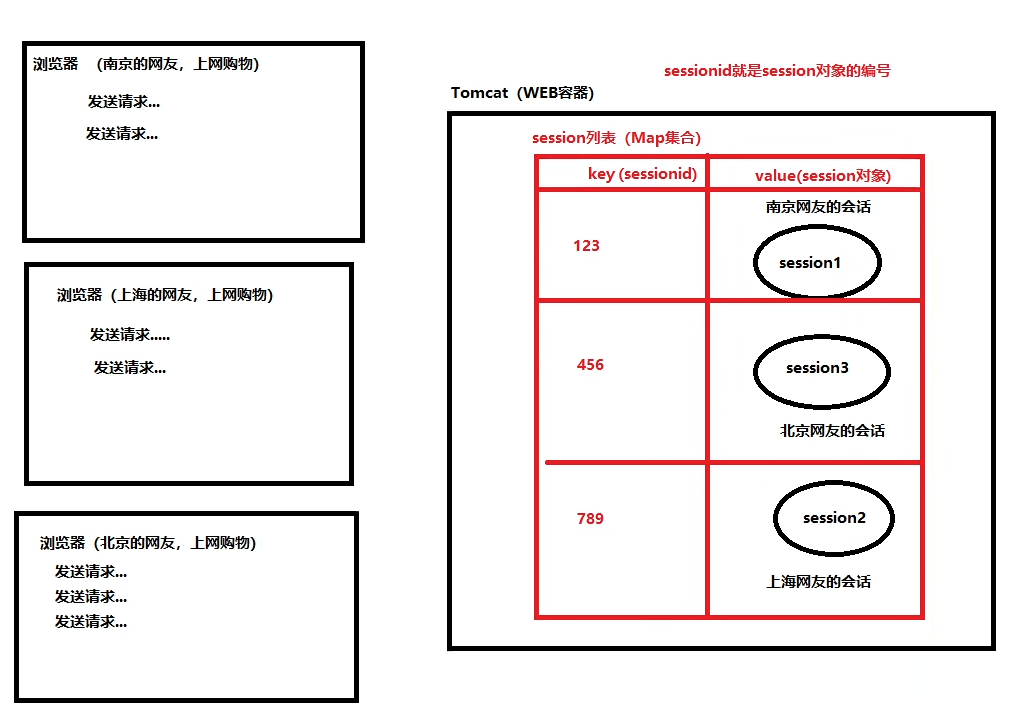 浏览器 （南京的网友，上网购物)
发送请求...
发送请求...
浏览器（上海的网友，上网购物)
发送请求.....
发送请求...
浏览器（北京的网友，上网购物)
发送请求...
发送请求...
发送请求...
sessionid就是session对象的编号
Tomcat（WEB容器)
session列表（Map集合)
key (sessionid) value(session对象)
南京网友的会话
123 session1
456 session3
北京网友的会话
789 session2
上海网友的会话